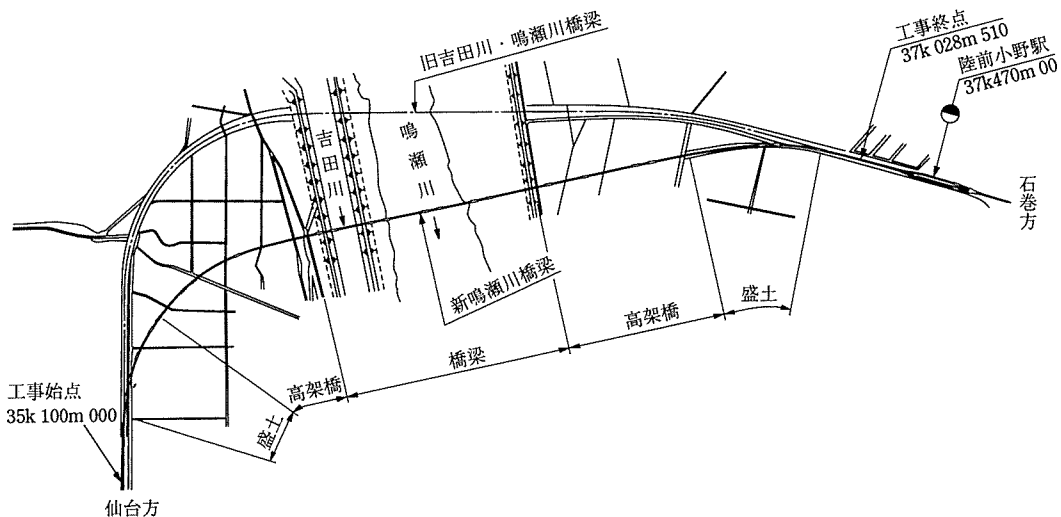 工事終点
37k 028m 510
陸前小野駅
37k470m 00
旧吉田川・鳴瀬川橋梁
吉田川
鳴瀬川
石巻方
新鳴瀬川橋梁
盛土
高架橋
橋梁
高架橋
盛土
工事始点
35k 100m 000
仙台方